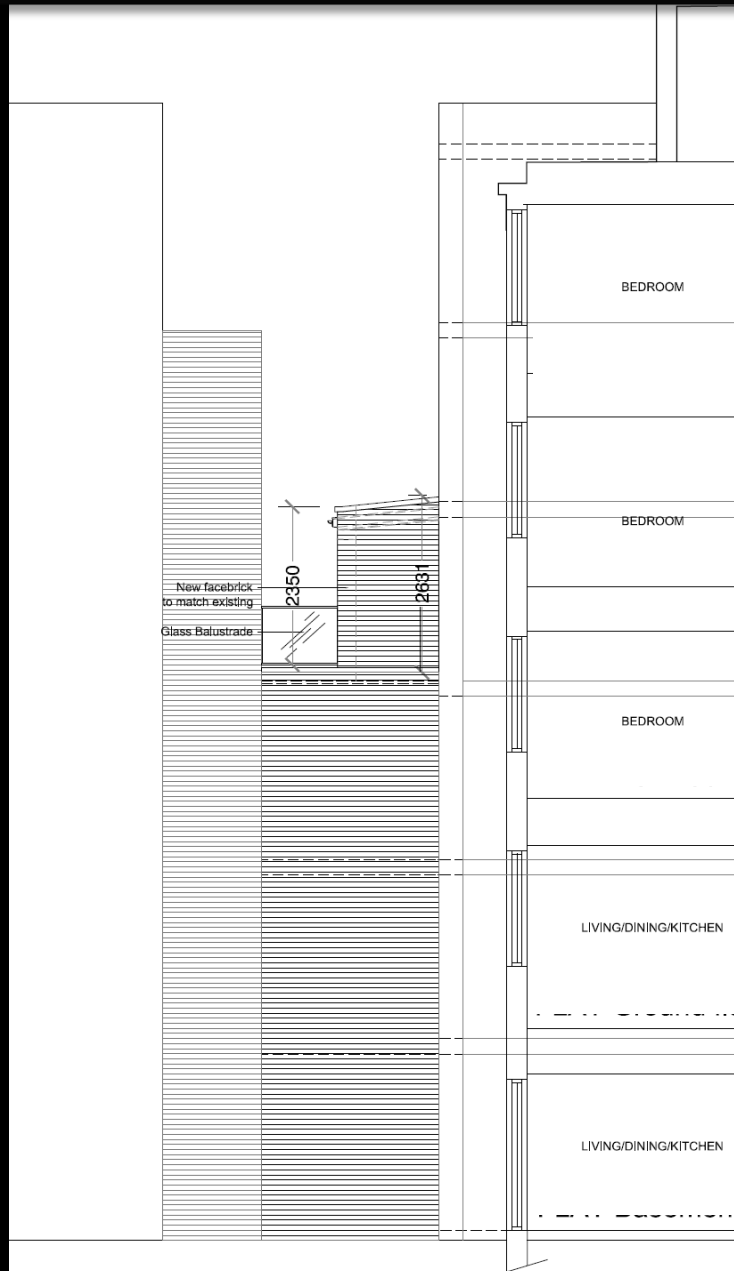 BEDROOM
BEDROOM
2350
2631
New facebrick
to match existing
Glass Balustrade
BEDROOM
LIVING/DINING/KITCHEN
LIVING/DINING/KITCHEN